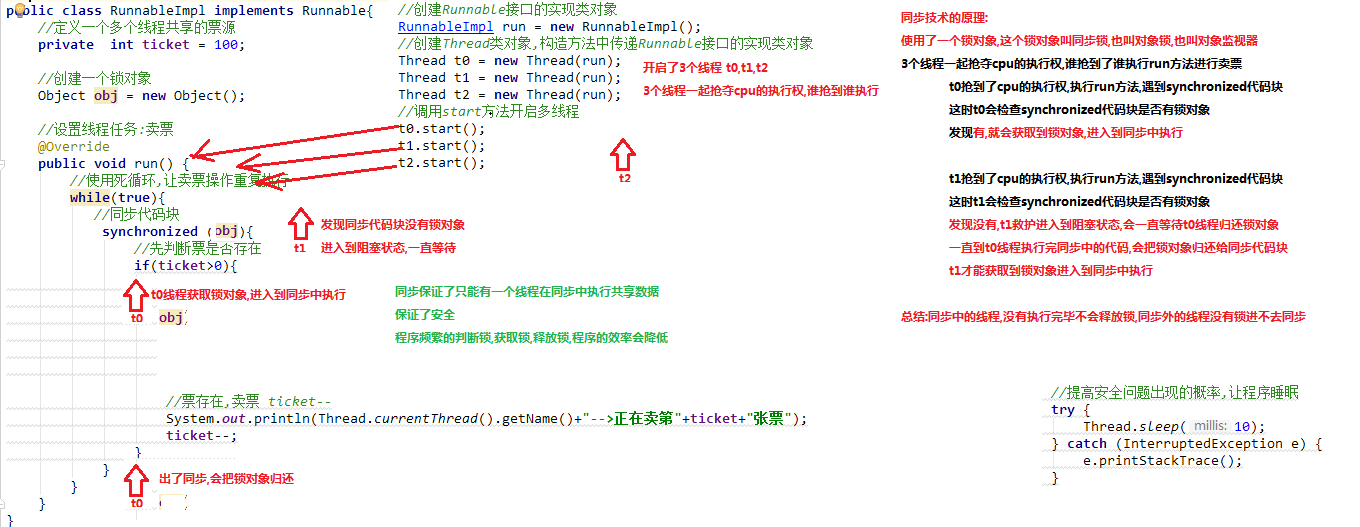 public class RunnableImpl implements Runnable{
//定义一个多个线程共享的票源
private int ticket = 100;
//创建一个锁对象
Object obj = new Object();
//设置线程任务:卖票
@Override
public void run() {
//使用死循环,让卖票操作重复执行
while(true){
//同步代码块
synchronized (obj){
//先判断票是否存在
if(ticket>0){
t0线程获取锁对象,进入到同步中执行
t0
obj
//票存在,卖票 ticket--
System.out.println(Thread.currentThread().getName()+"-->正在卖第"+ticket+"张票");
ticket--;
}
}
出了同步,会把锁对象归还
}
t0
}
}
//创建Runnable接口的实现类对象
RunnableImpl run = new RunnableImpl();
//创建Thread类对象,构造方法中传递Runnable接口的实现类对象
Thread t0 = new Thread(run);
Thread t1 = new Thread(run);
Thread t2 = new Thread(run);
开启了3个线程 t0,t1,t2
3个线程一起抢夺cpu的执行权,谁抢到谁执行
//调用start方法开启多线程
t0.start();
t1.start();
t2.start();
t2
t1
发现同步代码块没有锁对象
进入到阻塞状态,一直等待
同步保证了只能有一个线程在同步中执行共享数据
保证了安全
程序频繁的判断锁,获取锁,释放锁,程序的效率会降低
同步技术的原理:
使用了一个锁对象,这个锁对象叫同步锁,也叫对象锁,也叫对象监视器
3个线程一起抢夺cpu的执行权,谁抢到了谁执行run方法进行卖票
t0抢到了cpu的执行权,执行run方法,遇到synchronized代码块
这时t0会检查synchronized代码块是否有锁对象
发现有,就会获取到锁对象,进入到同步中执行
t1抢到了cpu的执行权,执行run方法,遇到synchronized代码块
这时t1会检查synchronized代码块是否有锁对象
发现没有,t1救护进入到阻塞状态,会一直等待t0线程归还锁对象
一直到t0线程执行完同步中的代码,会把锁对象归还给同步代码块
t1才能获取到锁对象进入到同步中执行
总结:同步中的线程,没有执行完毕不会释放锁,同步外的线程没有锁进不去同步
//提高安全问题出现的概率,让程序睡眠
try {
Thread.sleep( millis: 10);
} catch (InterruptedException e) {
e.printStackTrace();
}